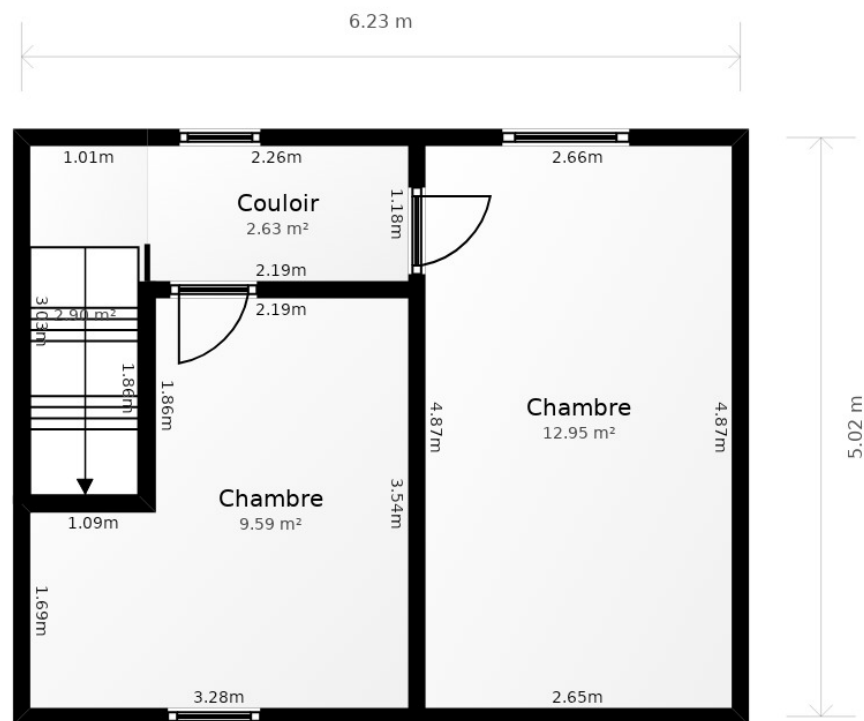 6.23 m
1.01m
2.26m
2.66m
Couloir
2.63 m²
1.18m
2.19m
2.19m
3.03m
2.90 m²
1.86m
1.86m
Chambre
12.95 m²
4.87m
4.87m
5.02 m
Chambre
9.59 m²
3.54m
1.09m
1.69m
3.28m
2.65m